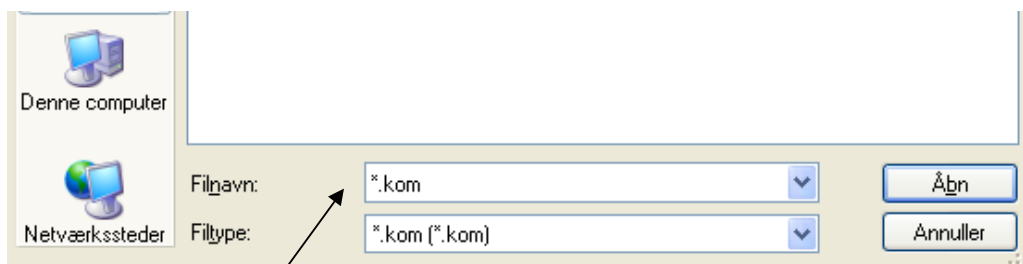 Denne computer
Netværkssteder
Filnavn: *.kom Åbn
Filtype: *.kom (*.kom) Annuller